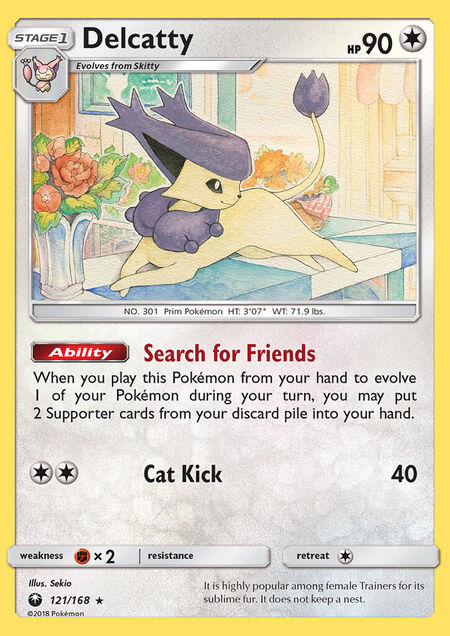 STAGE 1 Delcatty HP 90
Evolves from Skitty
NO. 301 Prim Pokémon HT: 3'07" WT: 71.9 lbs.
Ability Search for Friends
When you play this Pokémon from your hand to evolve
1 of your Pokémon during your turn, you may put
2 Supporter cards from your discard pile into your hand.
Cat Kick 40
weakness × 2 resistance retreat
Illus. Sekio
121/168 ★
©2018 Pokémon
It is highly popular among female Trainers for its
sublime fur. It does not keep a nest.